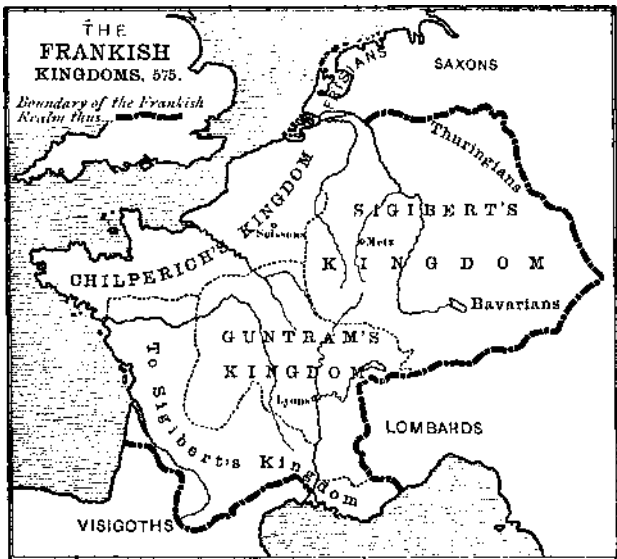 THE
FRANKISH
KINGDOMS, 575.
Boundary of the Frankish
Realm thus...
SAXONS
FRISIANS
Thuringians
SIGIBERT'S
KINGDOM
Soissons
Metz
CHILPERICH'S KINGDOM
Bavarians
GUNTRAM'S
KINGDOM
Lyons
To Sigibert's Kingdom
LOMBARDS
VISIGOTHS